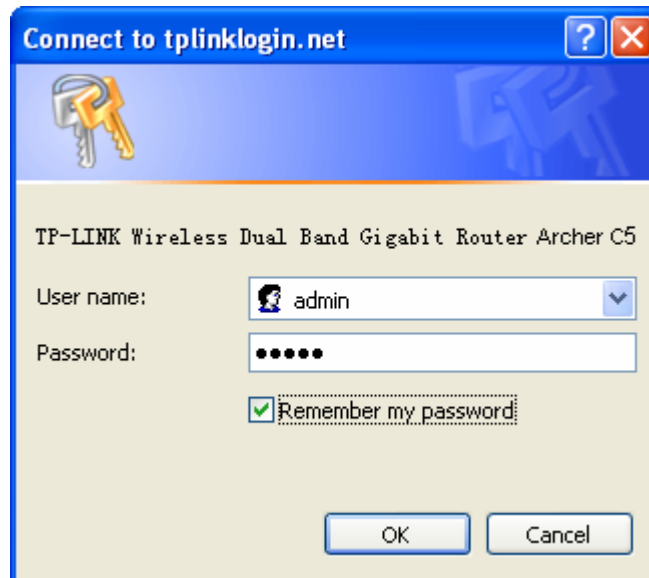 Connect to tplinklogin.net
TP-LINK Wireless Dual Band Gigabit Router Archer C5
User name:
admin
Password:
●●●●●
Remember my password
OK
Cancel